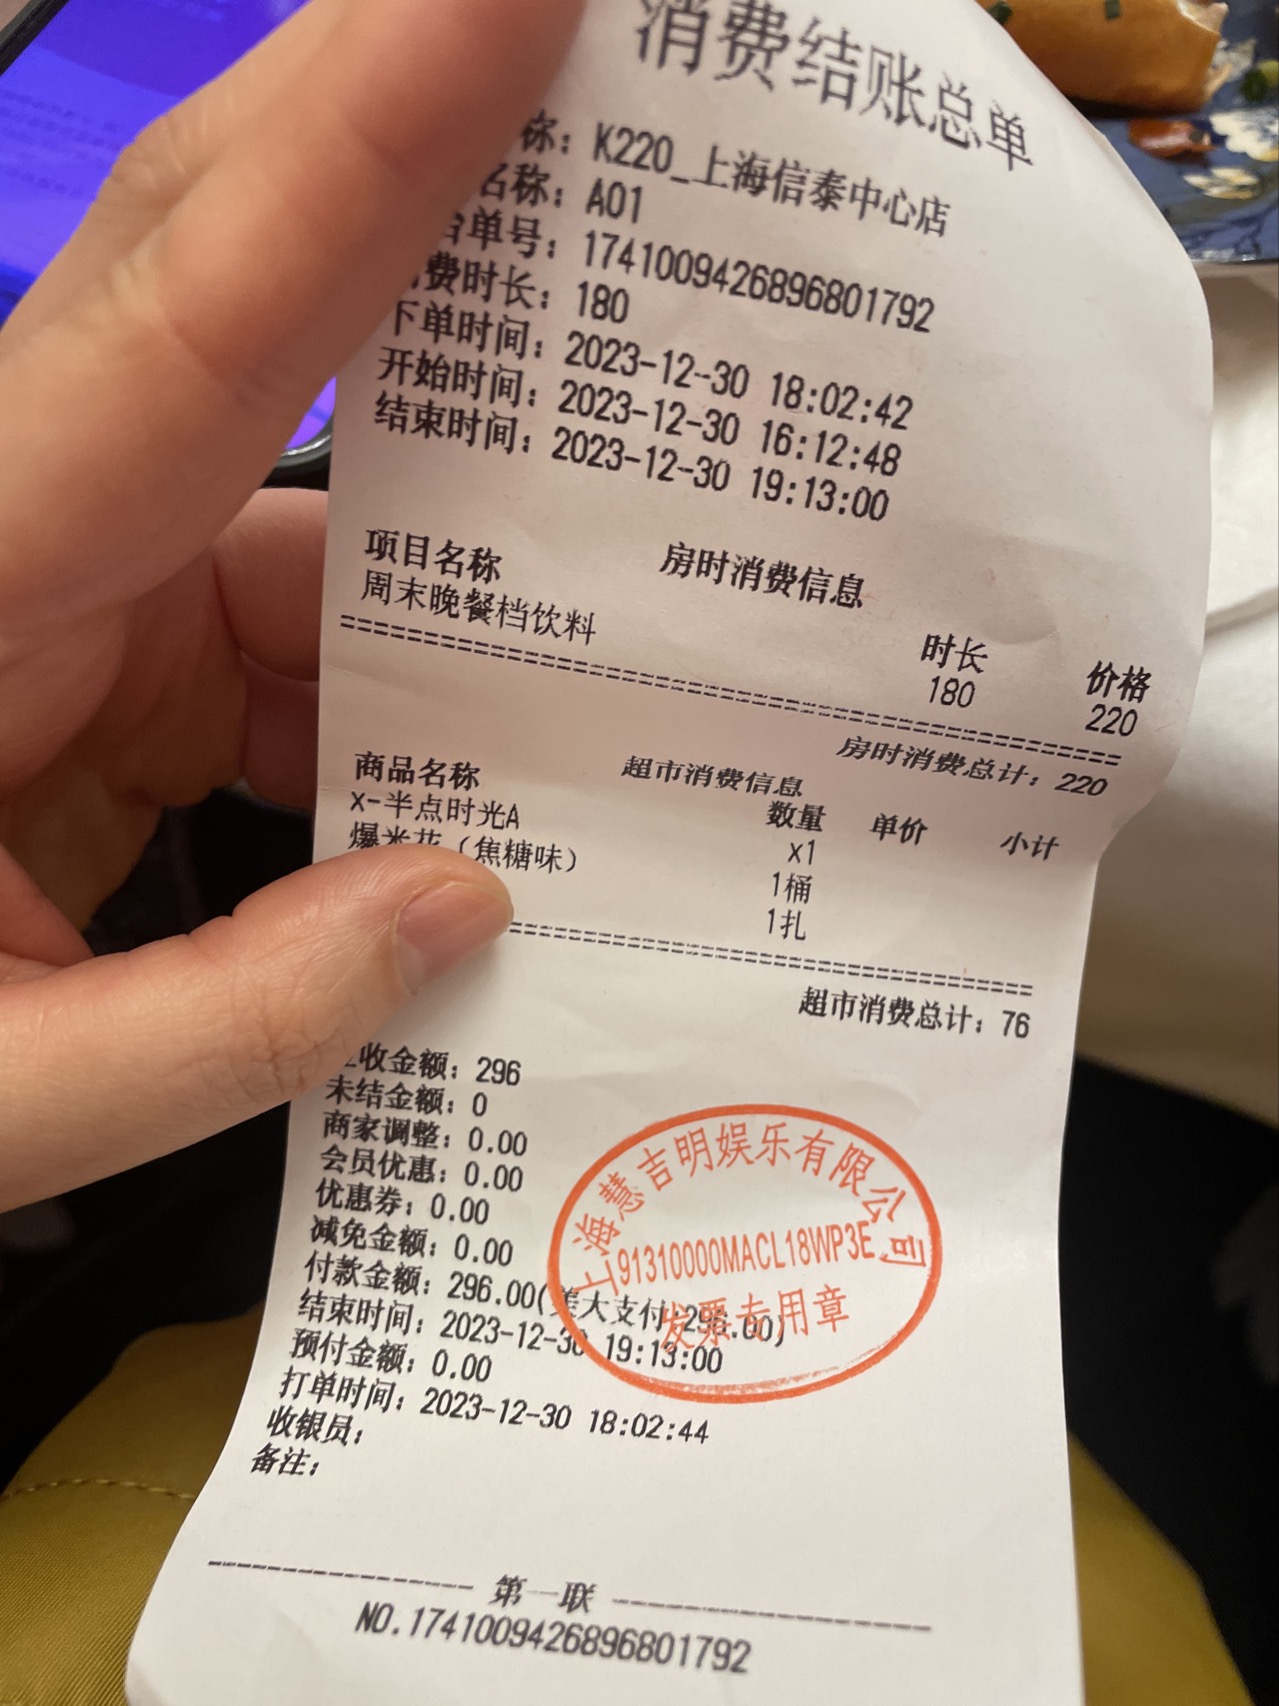 消费结账总单
称：K220_上海信泰中心店
名称：A01
台单号：1741009426896801792
费时长：180
下单时间：2023-12-30 18:02:42
开始时间：2023-12-30 16:12:48
结束时间：2023-12-30 19:13:00
房时消费信息
项目名称 时长 价格
周末晚餐档饮料 180 220
房时消费总计：220
超市消费信息
商品名称 数量 单价 小计
x-半点时光A x1
爆米花（焦糖味） 1桶
1扎
超市消费总计：76
收金额：296
未结金额：0
商家调整：0.00
会员优惠：0.00
优惠券：0.00
减免金额：0.00
付款金额：296.00(美大支付:296.00)
结束时间：2023-12-30 19:13:00
预付金额：0.00
打单时间：2023-12-30 18:02:44
收银员：
备注：
上海慧吉明娱乐有限公司
91310000MACL18WP3E
发票专用章
第一联
NO.1741009426896801792